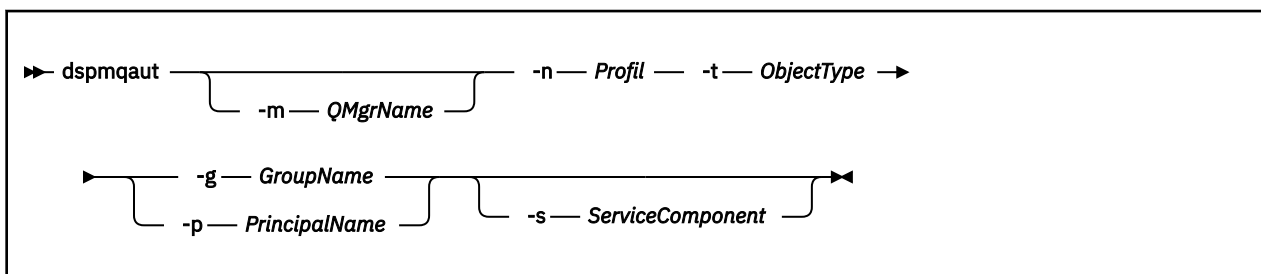 dspmqaut -n Profil -t ObjectType
-m QMgrName
-g GroupName
-p PrincipalName
-s ServiceComponent